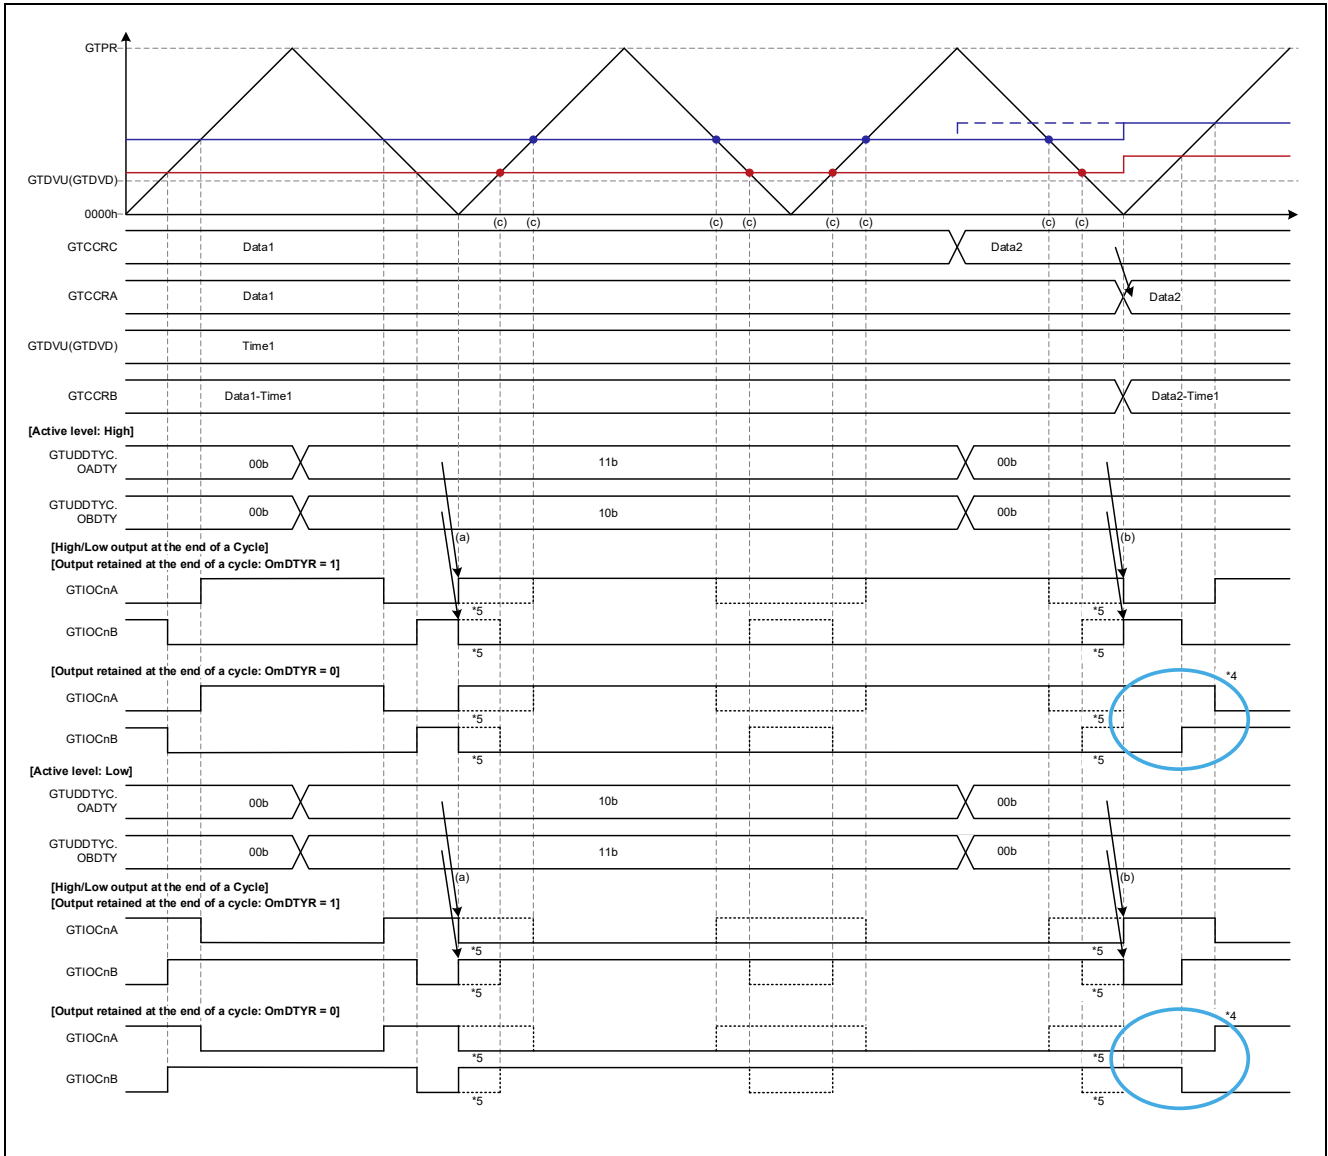 GTPR
GTDVU(GTDVD)
0000h
(c) (c) (c) (c) (c) (c) (c) (c)
GTCCRC Data1 Data2
GTCCRA Data1 Data2
GTDVU(GTDVD) Time1
GTCCRB Data1-Time1 Data2-Time1
[Active level: High]
GTUDDTYC.
OADTY 00b 11b 00b
GTUDDTYC.
OBDTY 00b 10b 00b
(a) (b)
[High/Low output at the end of a Cycle]
[Output retained at the end of a cycle: OmDTYR = 1]
GTIOCnA
*5 *5
GTIOCnB
*5 *5
[Output retained at the end of a cycle: OmDTYR = 0]
*4
GTIOCnA
*5 *5
GTIOCnB
*5 *5
[Active level: Low]
GTUDDTYC.
OADTY 00b 10b 00b
GTUDDTYC.
OBDTY 00b 11b 00b
(a) (b)
[High/Low output at the end of a Cycle]
[Output retained at the end of a cycle: OmDTYR = 1]
GTIOCnA
*5 *5
GTIOCnB
*5 *5
[Output retained at the end of a cycle: OmDTYR = 0]
*4
GTIOCnA
*5 *5
GTIOCnB
*5 *5